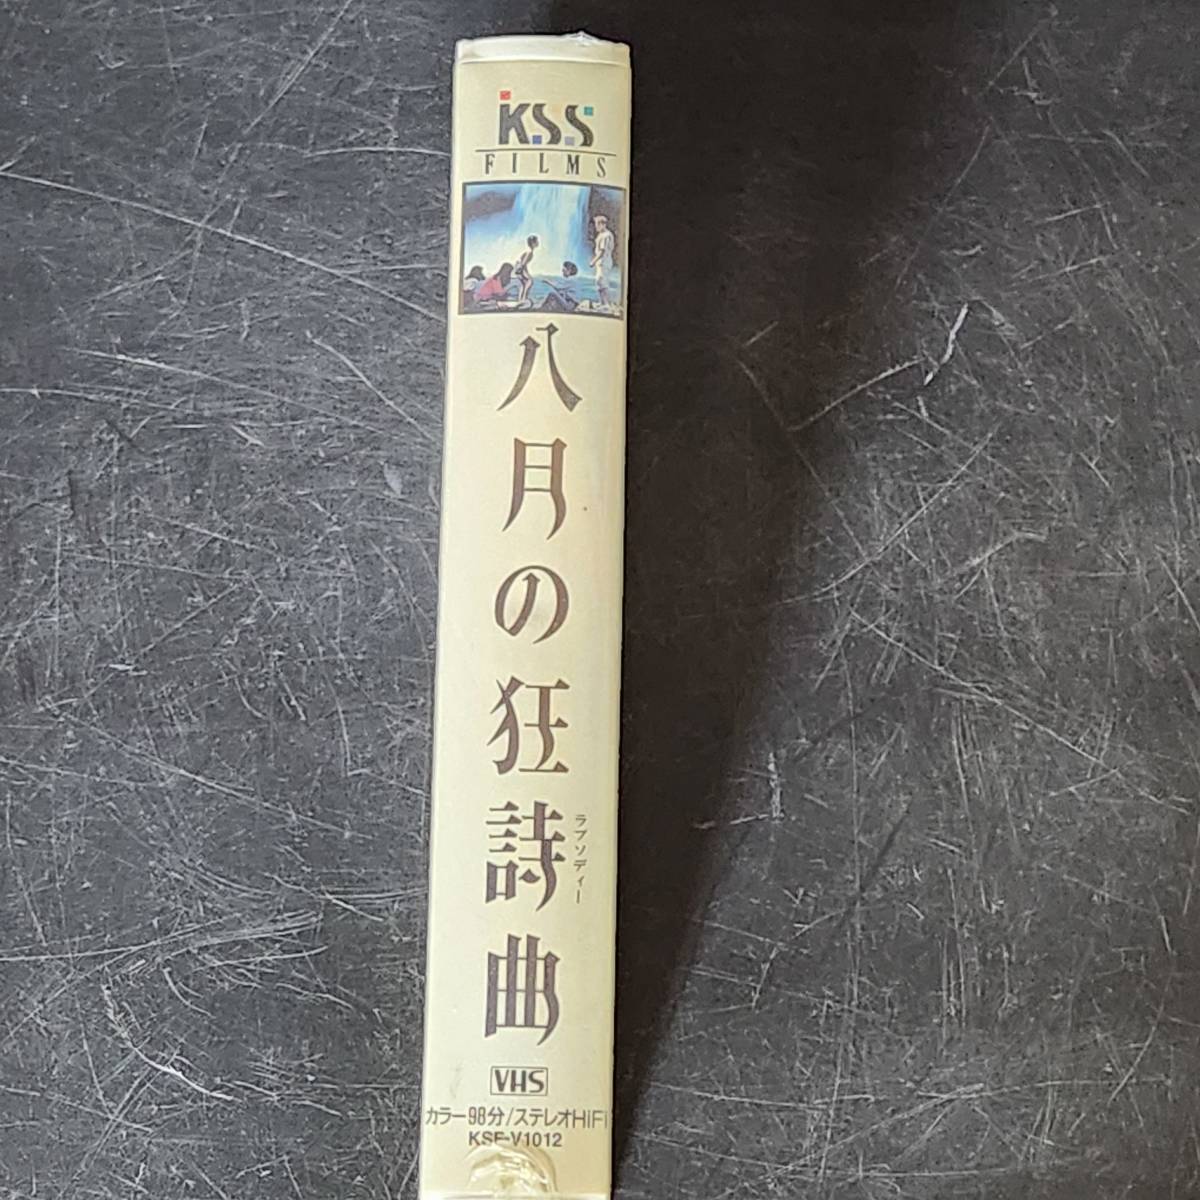 KSS
FILMS
八月の狂詩曲
ラプソディー
VHS
カラー98分/ステレオHiFi
KSF-V1012